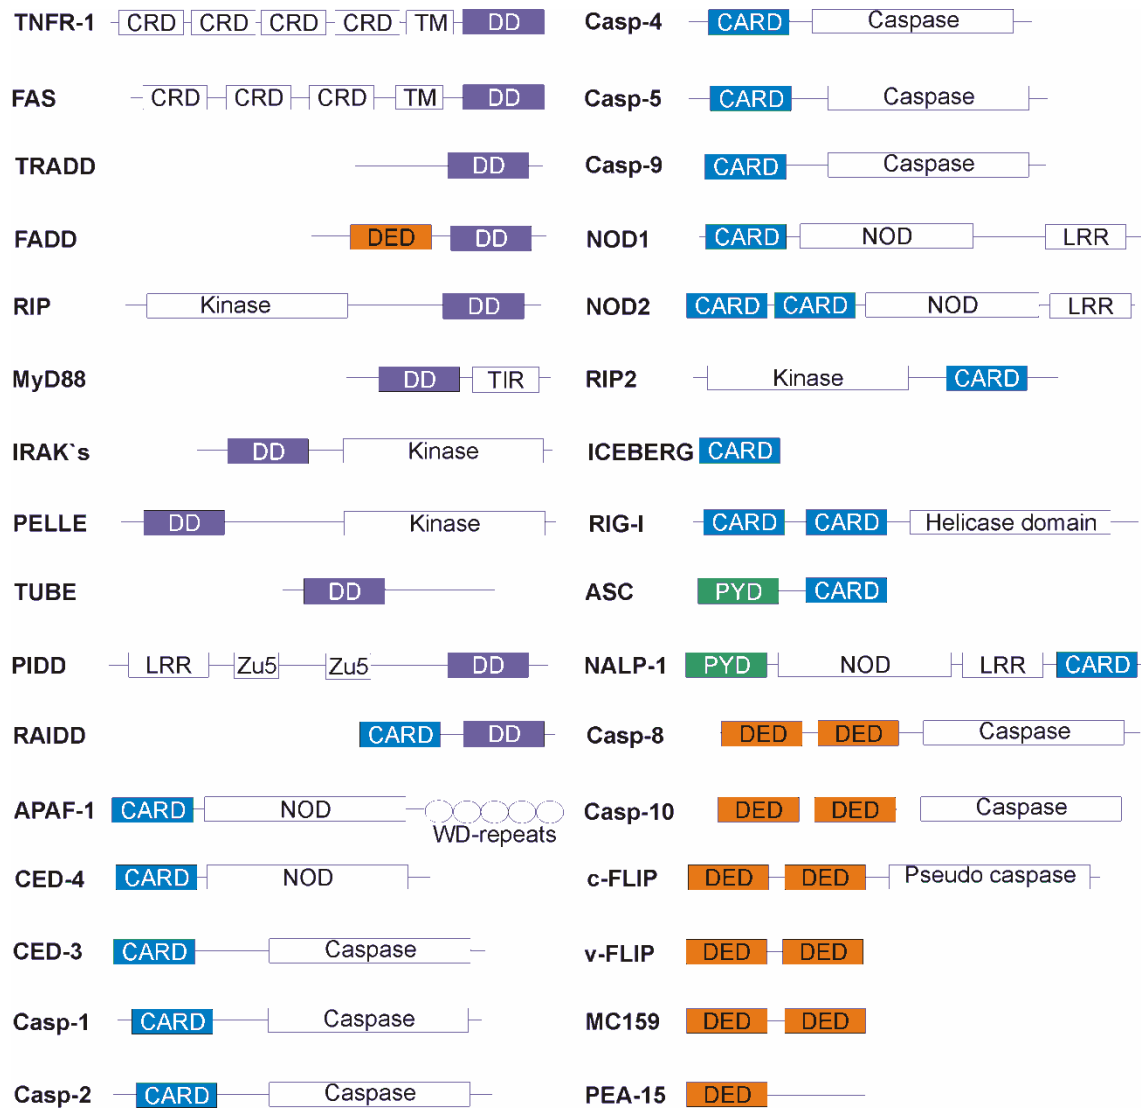 TNFR-1 CRD CRD CRD CRD TM DD
FAS CRD CRD CRD TM DD
TRADD DD
FADD DED DD
RIP Kinase DD
MyD88 DD TIR
IRAK`s DD Kinase
PELLE DD Kinase
TUBE DD
PIDD LRR Zu5 Zu5 DD
RAIDD CARD DD
APAF-1 CARD NOD
WD-repeats
CED-4 CARD NOD
CED-3 CARD Caspase
Casp-1 CARD Caspase
Casp-2 CARD Caspase
Casp-4 CARD Caspase
Casp-5 CARD Caspase
Casp-9 CARD Caspase
NOD1 CARD NOD LRR
NOD2 CARD CARD NOD LRR
RIP2 Kinase CARD
ICEBERG CARD
RIG-I CARD CARD Helicase domain
ASC PYD CARD
NALP-1 PYD NOD LRR CARD
Casp-8 DED DED Caspase
Casp-10 DED DED Caspase
c-FLIP DED DED Pseudo caspase
v-FLIP DED DED
MC159 DED DED
PEA-15 DED